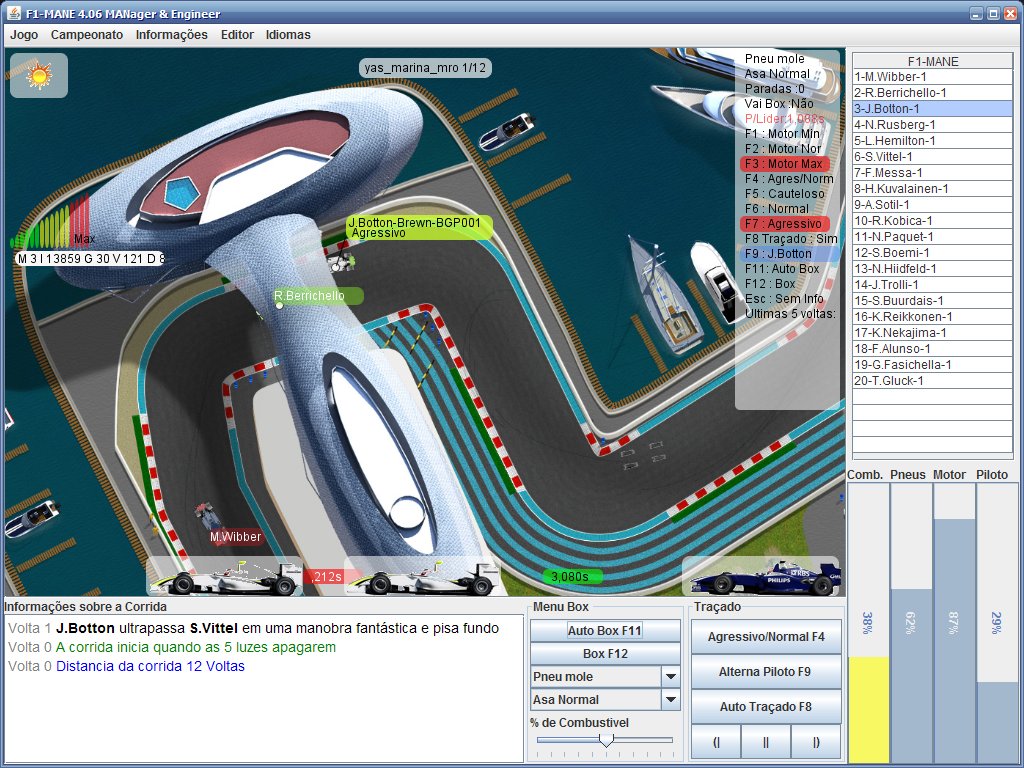 F1-MANE 4.06 MANager & Engineer
Jogo Campeonato Informações Editor Idiomas
yas_marina_mro 1/12
Pneu mole
Asa Normal
Paradas :0
Vai Box :Não
P/Lider:1,088s
F1 : Motor Min
F2 : Motor Nor
F3 : Motor Max
F4 : Agres/Norm
F5 : Cauteloso
F6 : Normal
F7 : Agressivo
F8 Traçado : Sim
F9 : J.Botton
F11: Auto Box
F12 : Box
Esc : Sem Info
Ultimas 5 voltas:
Max
M 3 I 13859 G 30 V 121 D 8
J.Botton-Brewn-BGP001
Agressivo
R.Berrichello
M.Wibber
,212s
3,080s
PHILIPS
F1-MANE
1-M.Wibber-1
2-R.Berrichello-1
3-J.Botton-1
4-N.Rusberg-1
5-L.Hemilton-1
6-S.Vittel-1
7-F.Messa-1
8-H.Kuvalainen-1
9-A.Sotil-1
10-R.Kobica-1
11-N.Paquet-1
12-S.Boemi-1
13-N.Hiidfeld-1
14-J.Trolli-1
15-S.Buurdais-1
16-K.Reikkonen-1
17-K.Nekajima-1
18-F.Alunso-1
19-G.Fasichella-1
20-T.Gluck-1
Comb. Pneus Motor Piloto
38% 62% 87% 29%
Informações sobre a Corrida
Volta 1 J.Botton ultrapassa S.Vittel em uma manobra fantástica e pisa fundo
Volta 0 A corrida inicia quando as 5 luzes apagarem
Volta 0 Distancia da corrida 12 Voltas
Menu Box
Auto Box F11
Box F12
Pneu mole
Asa Normal
% de Combustivel
Traçado
Agressivo/Normal F4
Alterna Piloto F9
Auto Traçado F8
(| || |)